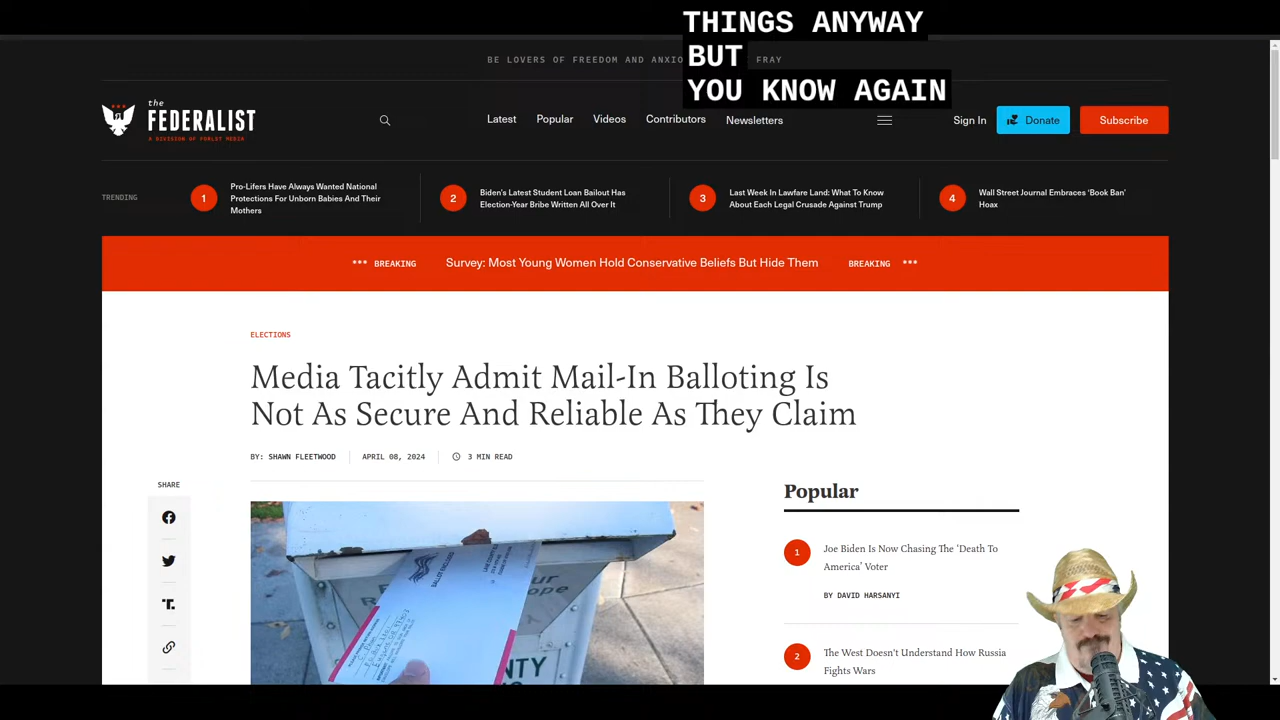 THINGS ANYWAY
BUT
YOU KNOW AGAIN
BE LOVERS OF FREEDOM AND ANXIO FRAY
the
FEDERALIST
A DIVISION OF FDRLST MEDIA
Latest
Popular
Videos
Contributors
Newsletters
Sign In
Donate
Subscribe
TRENDING
1
Pro-Lifers Have Always Wanted National
Protections For Unborn Babies And Their
Mothers
2
Biden's Latest Student Loan Bailout Has
Election-Year Bribe Written All Over It
3
Last Week In Lawfare Land: What To Know
About Each Legal Crusade Against Trump
4
Wall Street Journal Embraces 'Book Ban'
Hoax
*** BREAKING
Survey: Most Young Women Hold Conservative Beliefs But Hide Them
BREAKING ***
ELECTIONS
Media Tacitly Admit Mail-In Balloting Is
Not As Secure And Reliable As They Claim
BY: SHAWN FLEETWOOD
APRIL 08, 2024
3 MIN READ
SHARE
Popular
1
Joe Biden Is Now Chasing The 'Death To
America' Voter
BY DAVID HARSANYI
2
The West Doesn't Understand How Russia
Fights Wars